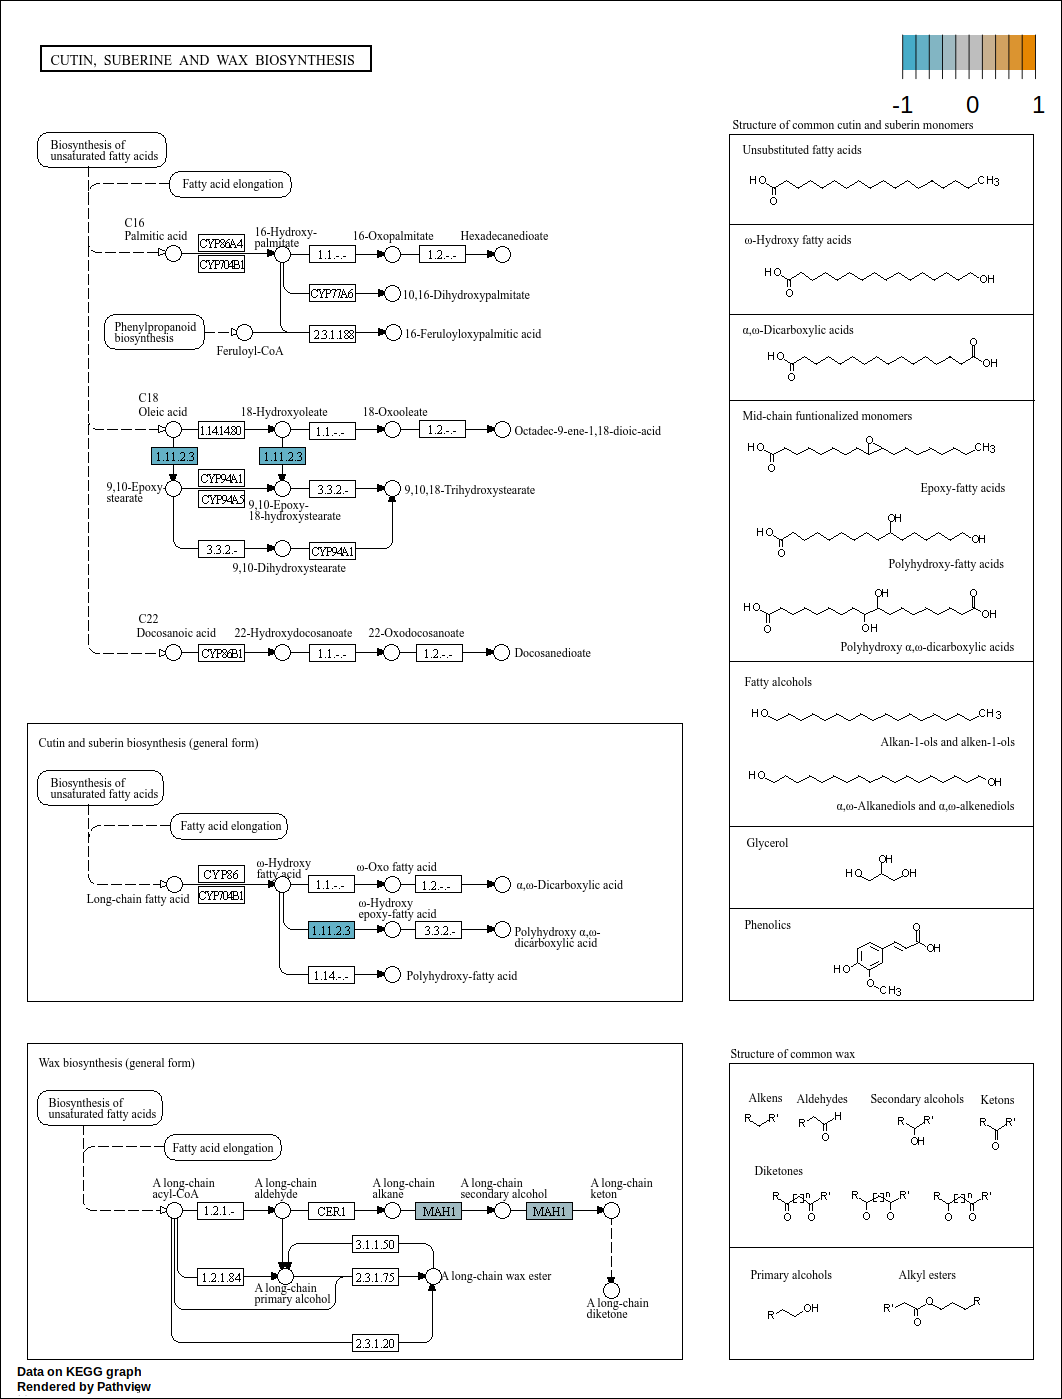 CUTIN, SUBERINE AND WAX BIOSYNTHESIS
-1 0 1
Biosynthesis of
unsaturated fatty acids
Fatty acid elongation
C16
Palmitic acid
CYP86A4
CYP704B1
16-Hydroxy-
palmitate
1.1.-.-
16-Oxopalmitate
1.2.-.-
Hexadecanedioate
CYP77A6
10,16-Dihydroxypalmitate
Phenylpropanoid
biosynthesis
Feruloyl-CoA
2.3.1.188
16-Feruloyloxypalmitic acid
C18
Oleic acid
1.14.14.80
18-Hydroxyoleate
1.1.-.-
18-Oxooleate
1.2.-.-
Octadec-9-ene-1,18-dioic-acid
1.11.2.3
1.11.2.3
9,10-Epoxy-
stearate
CYP94A1
CYP94A5
9,10-Epoxy-
18-hydroxystearate
3.3.2.-
9,10,18-Trihydroxystearate
3.3.2.-
9,10-Dihydroxystearate
CYP94A1
C22
Docosanoic acid
CYP86B1
22-Hydroxydocosanoate
1.1.-.-
22-Oxodocosanoate
1.2.-.-
Docosanedioate
Cutin and suberin biosynthesis (general form)
Biosynthesis of
unsaturated fatty acids
Fatty acid elongation
Long-chain fatty acid
CYP86
CYP704B1
ω-Hydroxy
fatty acid
1.1.-.-
ω-Oxo fatty acid
1.2.-.-
α,ω-Dicarboxylic acid
1.11.2.3
ω-Hydroxy
epoxy-fatty acid
3.3.2.-
Polyhydroxy α,ω-
dicarboxylic acid
1.14.-.-
Polyhydroxy-fatty acid
Wax biosynthesis (general form)
Biosynthesis of
unsaturated fatty acids
Fatty acid elongation
A long-chain
acyl-CoA
1.2.1.-
A long-chain
aldehyde
CER1
A long-chain
alkane
MAH1
A long-chain
secondary alcohol
MAH1
A long-chain
keton
3.1.1.50
1.2.1.84
A long-chain
primary alcohol
2.3.1.75
A long-chain wax ester
2.3.1.20
A long-chain
diketone
Structure of common cutin and suberin monomers
Unsubstituted fatty acids
HO O CH3
ω-Hydroxy fatty acids
HO O OH
α,ω-Dicarboxylic acids
HO O O OH
Mid-chain funtionalized monomers
HO O O CH3
Epoxy-fatty acids
HO O OH OH
Polyhydroxy-fatty acids
HO O OH OH O OH
Polyhydroxy α,ω-dicarboxylic acids
Fatty alcohols
HO CH3
Alkan-1-ols and alken-1-ols
HO OH
α,ω-Alkanediols and α,ω-alkenediols
Glycerol
HO OH OH
Phenolics
HO O CH3 O OH
Structure of common wax
Alkens
Aldehydes
Secondary alcohols
Ketons
R R'
R H O
R R' OH
R R' O
Diketones
R [ ]n R' O O
R [ ]n R' O O
R [ ]n R' O O
Primary alcohols
Alkyl esters
R OH
R' O O R
Data on KEGG graph
Rendered by Pathview